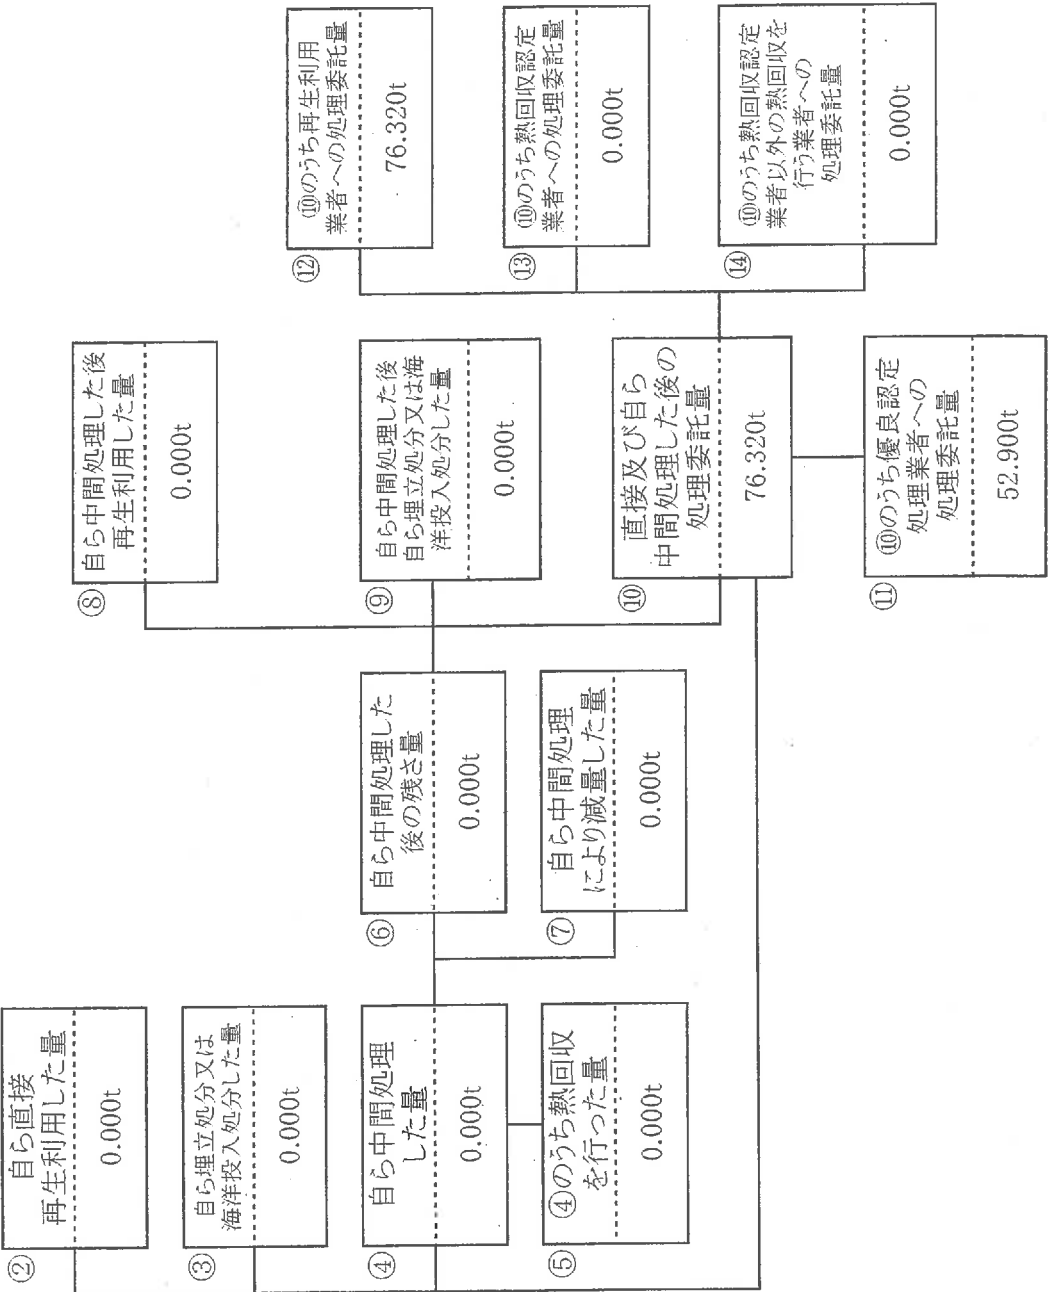 ②
自ら直接
再生利用した量
0.000t
③
自ら埋立処分又は
海洋投入処分した量
0.000t
④
自ら中間処理
した量
0.000t
⑤
④のうち熱回収
を行った量
0.000t
⑥
自ら中間処理した
後の残さ量
0.000t
⑦
自ら中間処理
により減量した量
0.000t
⑧
自ら中間処理した後
再生利用した量
0.000t
⑨
自ら中間処理した後
自ら埋立処分又は海
洋投入処分した量
0.000t
⑩
直接及び自ら
中間処理した後の
処理委託量
76.320t
⑪
⑩のうち優良認定
処理業者への
処理委託量
52.900t
⑫
⑩のうち再生利用
業者への処理委託量
76.320t
⑬
⑩のうち熱回収認定
業者への処理委託量
0.000t
⑭
⑩のうち熱回収認定
業者以外の熱回収を
行う業者への
処理委託量
0.000t